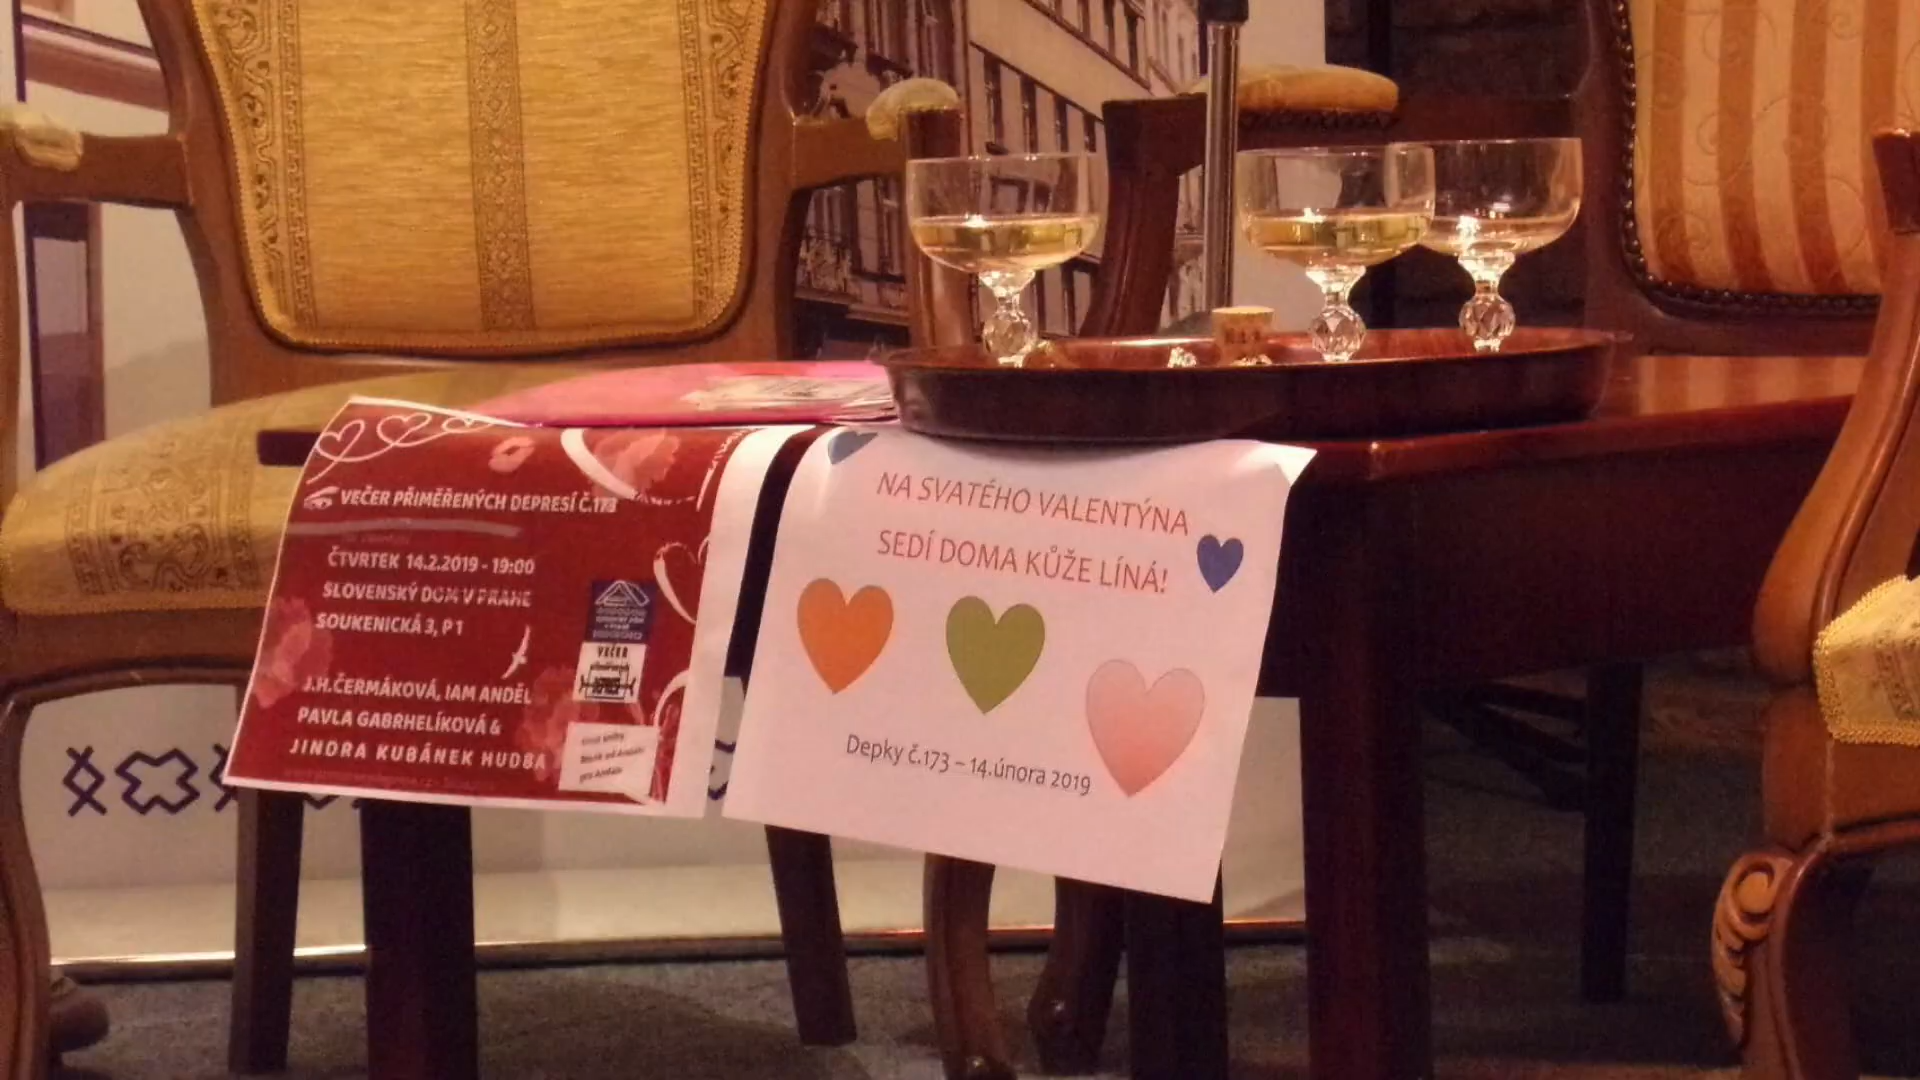 VEČER PŘIMĚŘENÝCH DEPRESÍ Č.173
ČTVRTEK 14.2.2019 - 19:00
SLOVENSKÝ DOM V PRAHE
SOUKENICKÁ 3, P1
J.H.ČERMÁKOVÁ, IAM ANDĚL
PAVLA GABRHELÍKOVÁ &
JINDRA KUBÁNEK HUDBA
VEČER
NA SVATÉHO VALENTÝNA
SEDÍ DOMA KŮŽE LÍNÁ!
Depky č.173 – 14.února 2019